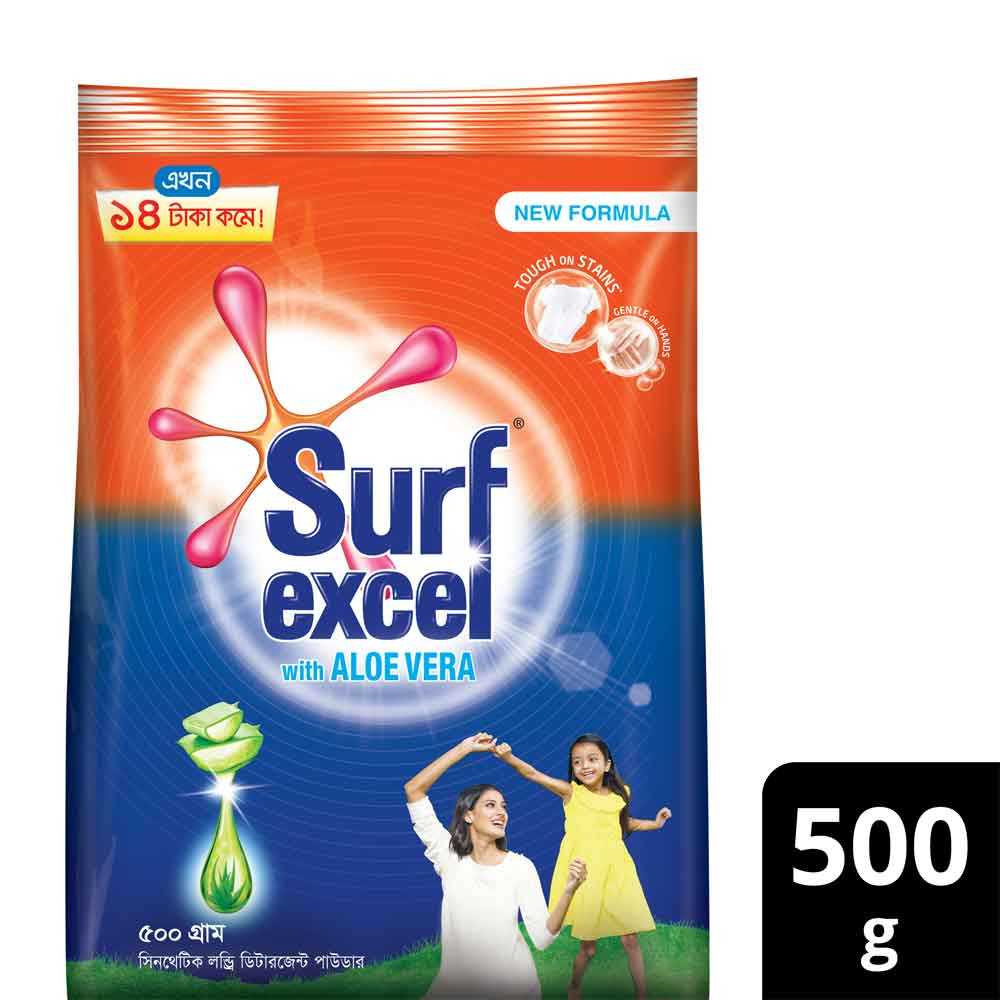 এখন
১৪ টাকা কমে!
NEW FORMULA
TOUGH ON STAINS
GENTLE ON HANDS
Surf®
excel
with ALOE VERA
৫০০ গ্রাম
সিনথেটিক লন্ড্রি ডিটারজেন্ট পাউডার
500
g